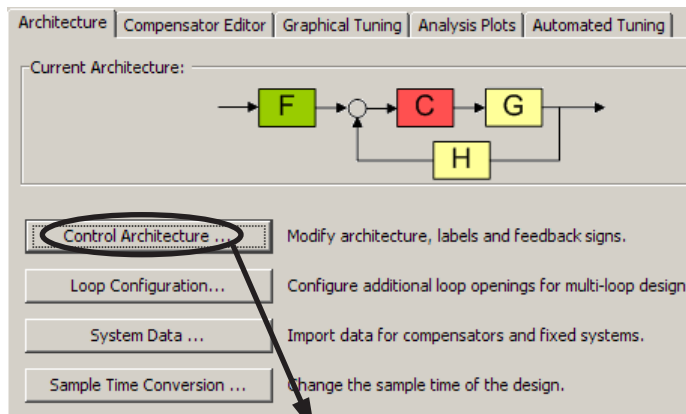 Architecture Compensator Editor Graphical Tuning Analysis Plots Automated Tuning
Current Architecture:
F C G
H
Control Architecture ... Modify architecture, labels and feedback signs.
Loop Configuration... Configure additional loop openings for multi-loop design
System Data ... Import data for compensators and fixed systems.
Sample Time Conversion ... Change the sample time of the design.